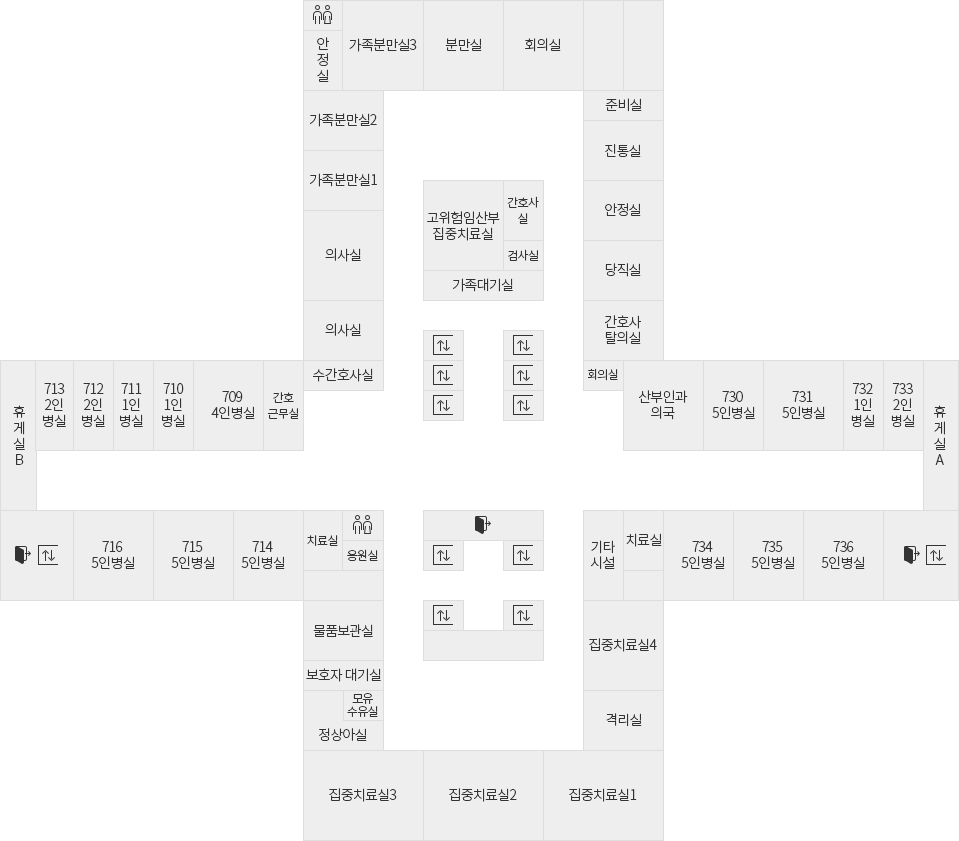 안
정
실
가족분만실3
분만실
회의실
가족분만실2
가족분만실1
의사실
의사실
수간호사실
고위험임산부
집중치료실
간호사
실
검사실
가족대기실
준비실
진통실
안정실
당직실
간호사
탈의실
회의실
휴
게
실
B
713
2인
병실
712
2인
병실
711
1인
병실
710
1인
병실
709
4인병실
간호
근무실
산부인과
의국
730
5인병실
731
5인병실
732
1인
병실
733
2인
병실
휴
게
실
A
716
5인병실
715
5인병실
714
5인병실
치료실
응원실
기타
시설
치료실
734
5인병실
735
5인병실
736
5인병실
물품보관실
보호자 대기실
모유
수유실
정상아실
집중치료실4
격리실
집중치료실3
집중치료실2
집중치료실1